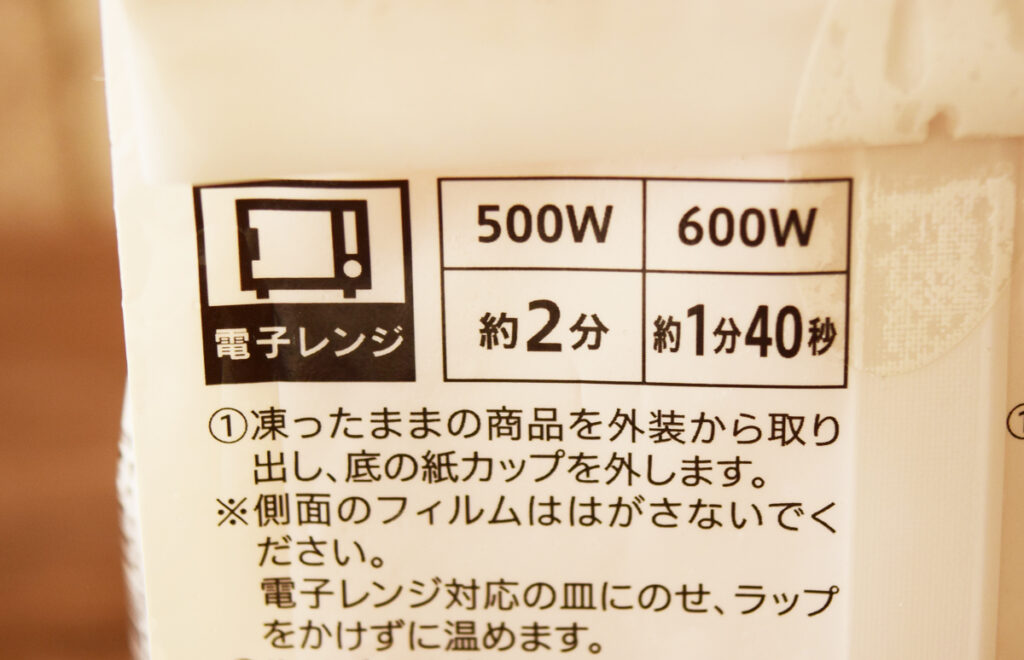 電子レンジ
500W 600W
約2分 約1分40秒
①凍ったままの商品を外装から取り
出し、底の紙カップを外します。
※側面のフィルムははがさないでく
ださい。
電子レンジ対応の皿にのせ、ラップ
をかけずに温めます。